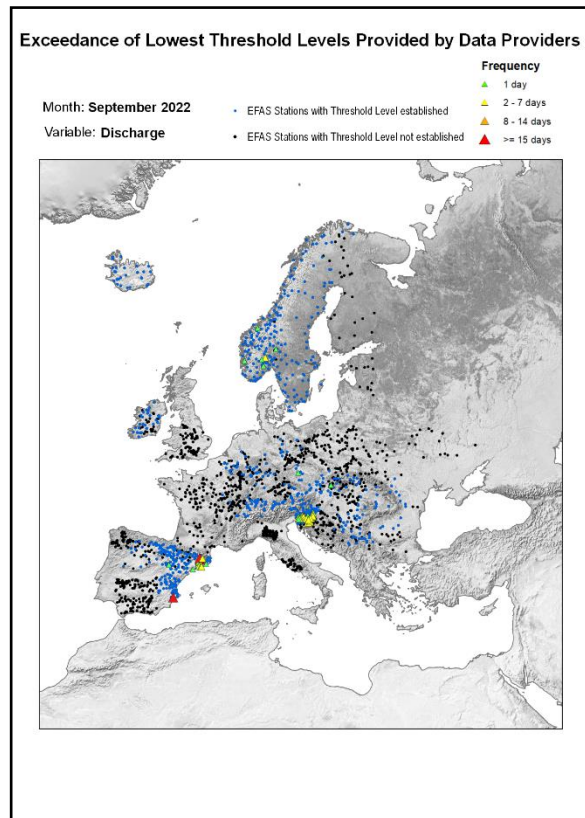 Exceedance of Lowest Threshold Levels Provided by Data Providers
Frequency
1 day
2 - 7 days
8 - 14 days
>= 15 days
Month: September 2022
Variable: Discharge
EFAS Stations with Threshold Level established
EFAS Stations with Threshold Level not established